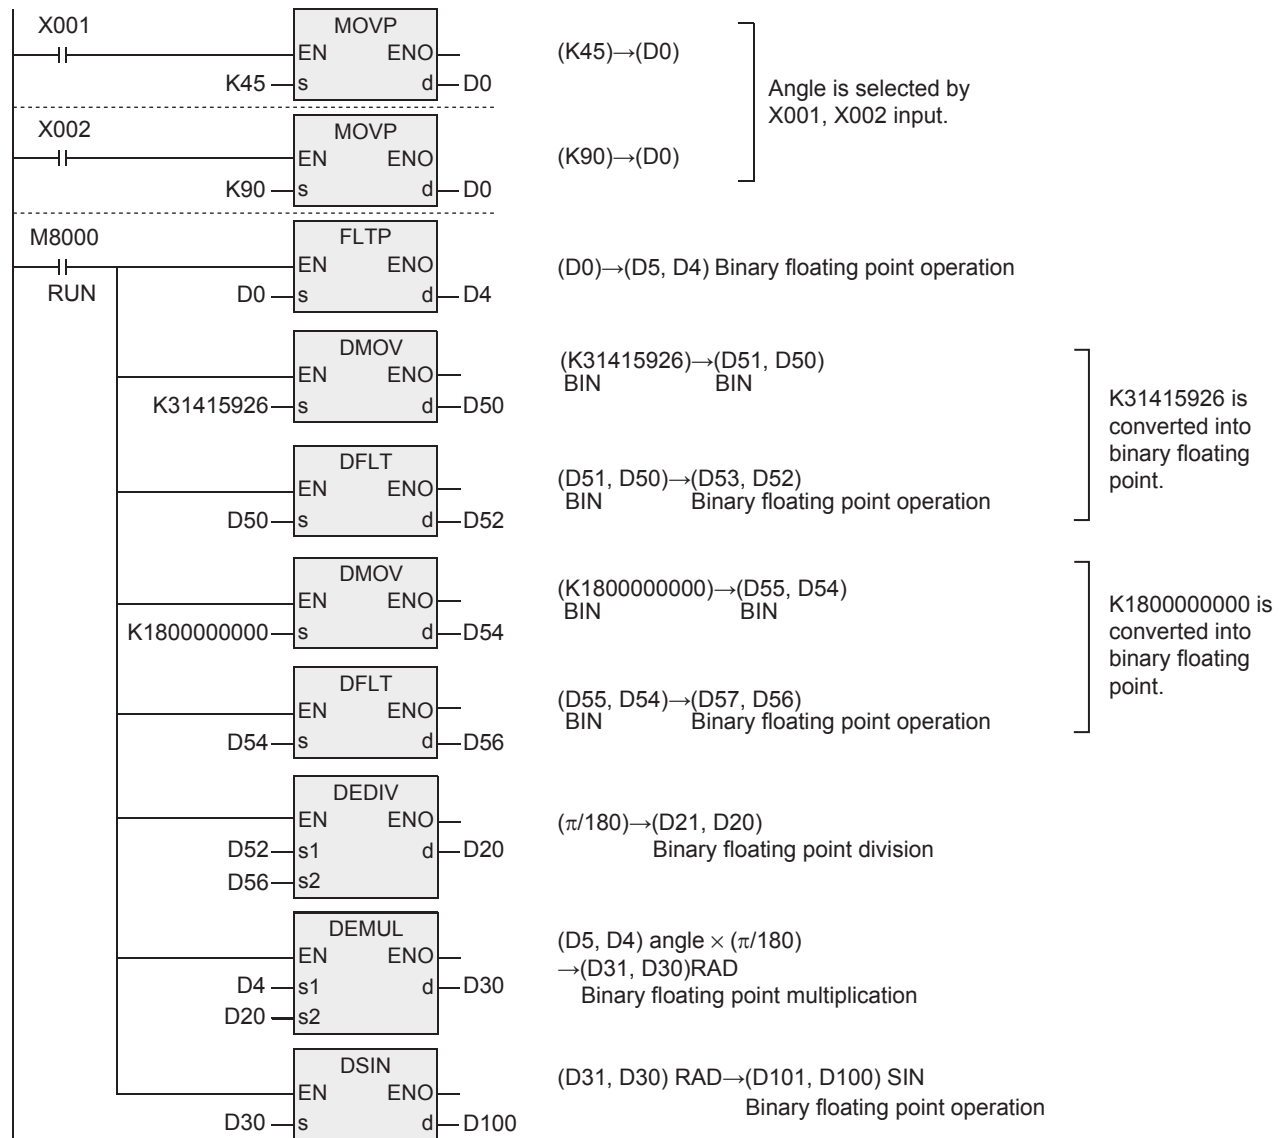 X001
MOVP
EN ENO
K45 s d D0
(K45)→(D0)
Angle is selected by
X001, X002 input.
X002
MOVP
EN ENO
K90 s d D0
(K90)→(D0)
M8000
RUN
FLTP
EN ENO
D0 s d D4
(D0)→(D5, D4) Binary floating point operation
DMOV
EN ENO
K31415926 s d D50
(K31415926)→(D51, D50)
BIN BIN
K31415926 is
converted into
binary floating
point.
DFLT
EN ENO
D50 s d D52
(D51, D50)→(D53, D52)
BIN Binary floating point operation
DMOV
EN ENO
K1800000000 s d D54
(K1800000000)→(D55, D54)
BIN BIN
K1800000000 is
converted into
binary floating
point.
DFLT
EN ENO
D54 s d D56
(D55, D54)→(D57, D56)
BIN Binary floating point operation
DEDIV
EN ENO
D52 s1 d D20
D56 s2
(π/180)→(D21, D20)
Binary floating point division
DEMUL
EN ENO
D4 s1 d D30
D20 s2
(D5, D4) angle × (π/180)
→(D31, D30)RAD
Binary floating point multiplication
DSIN
EN ENO
D30 s d D100
(D31, D30) RAD→(D101, D100) SIN
Binary floating point operation